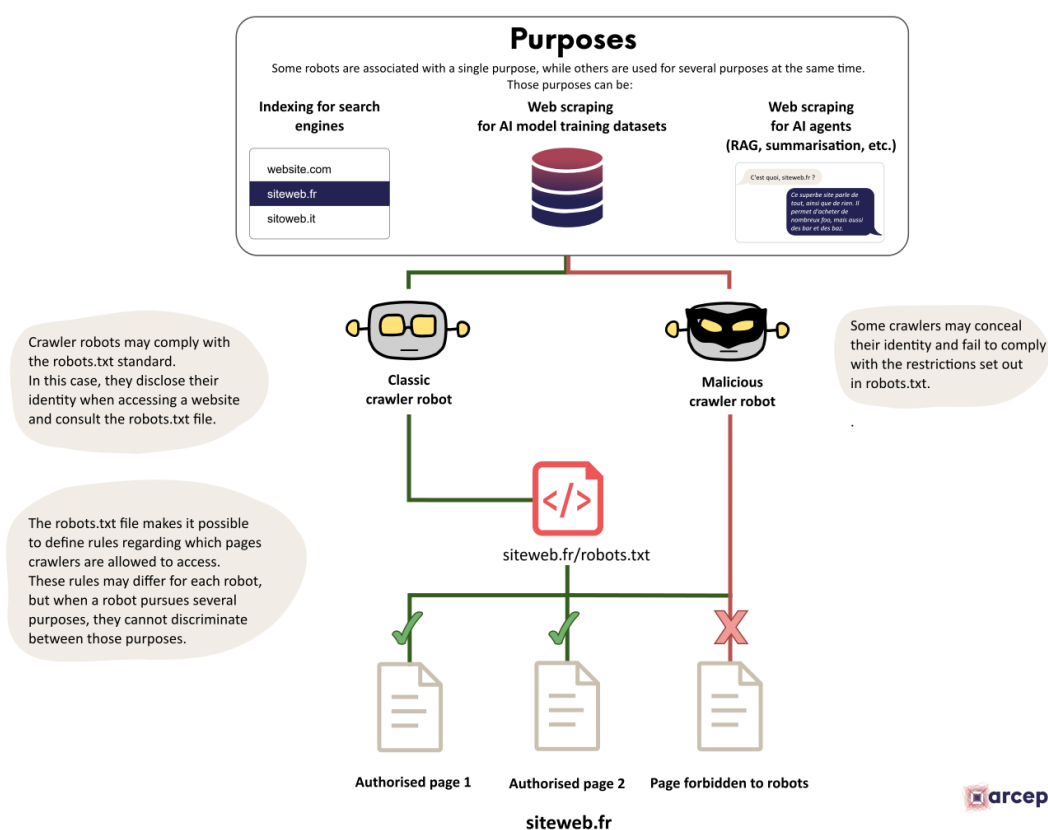 Purposes
Some robots are associated with a single purpose, while others are used for several purposes at the same time.
Those purposes can be:
Indexing for search
engines
website.com
siteweb.fr
sitoweb.it
Web scraping
for AI model training datasets
Web scraping
for AI agents
(RAG, summarisation, etc.)
C'est quoi, siteweb.fr ?
Ce superbe site parle de
tout, ainsi que de rien. Il
permet d'acheter de
nombreux foo, mais aussi
des bar et des baz.
Crawler robots may comply with
the robots.txt standard.
In this case, they disclose their
identity when accessing a website
and consult the robots.txt file.
Classic
crawler robot
Malicious
crawler robot
Some crawlers may conceal
their identity and fail to comply
with the restrictions set out
in robots.txt.
.
The robots.txt file makes it possible
to define rules regarding which pages
crawlers are allowed to access.
These rules may differ for each robot,
but when a robot pursues several
purposes, they cannot discriminate
between those purposes.
</>
siteweb.fr/robots.txt
Authorised page 1
Authorised page 2
Page forbidden to robots
siteweb.fr
arcep